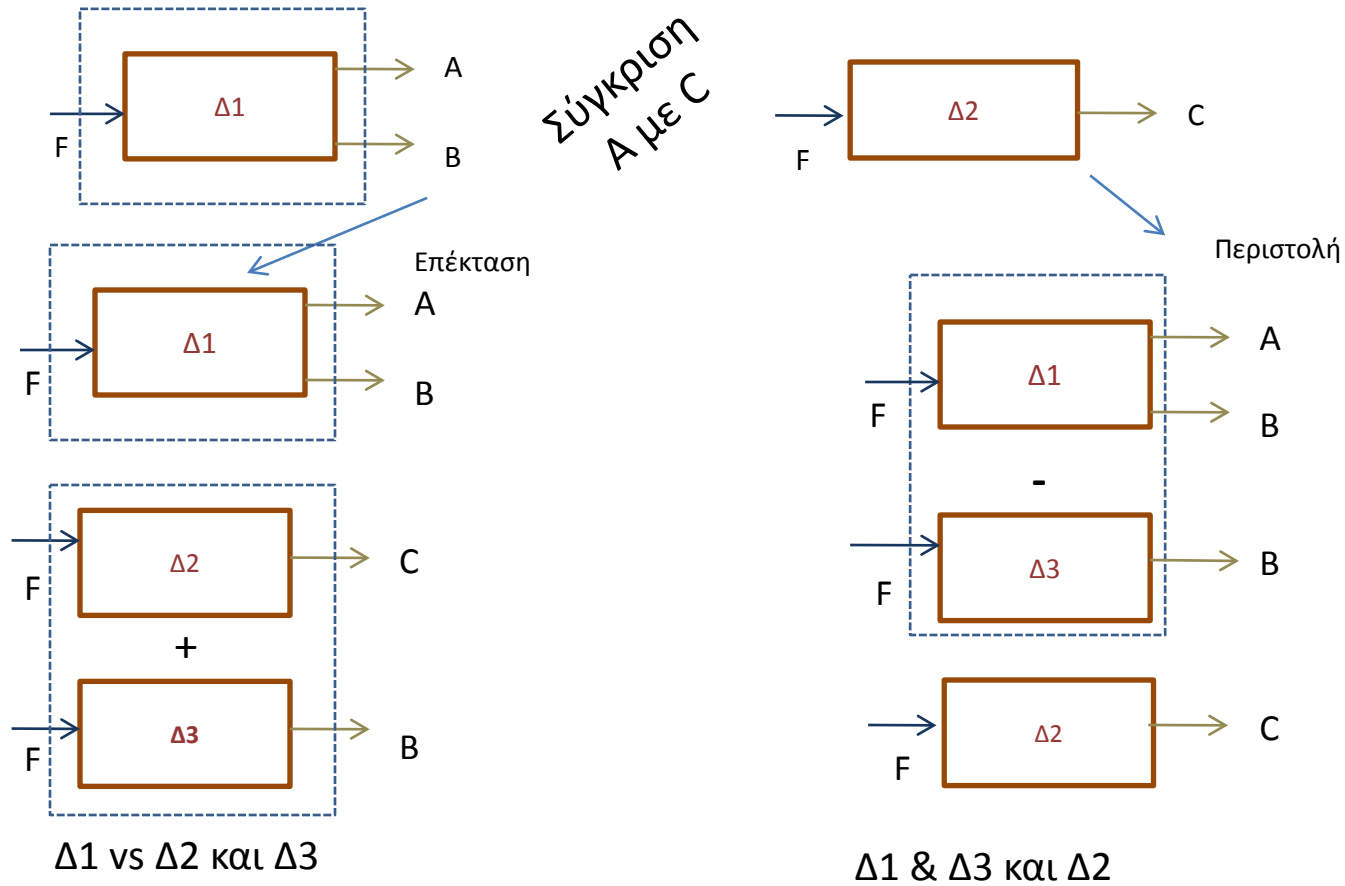 Δ1
F
A
B
Σύγκριση
Α με C
Δ2
F
C
Επέκταση
Δ1
F
A
B
Δ2
F
C
+
Δ3
F
B
Δ1 vs Δ2 και Δ3
Περιστολή
Δ1
F
A
B
-
Δ3
F
B
Δ2
F
C
Δ1 & Δ3 και Δ2